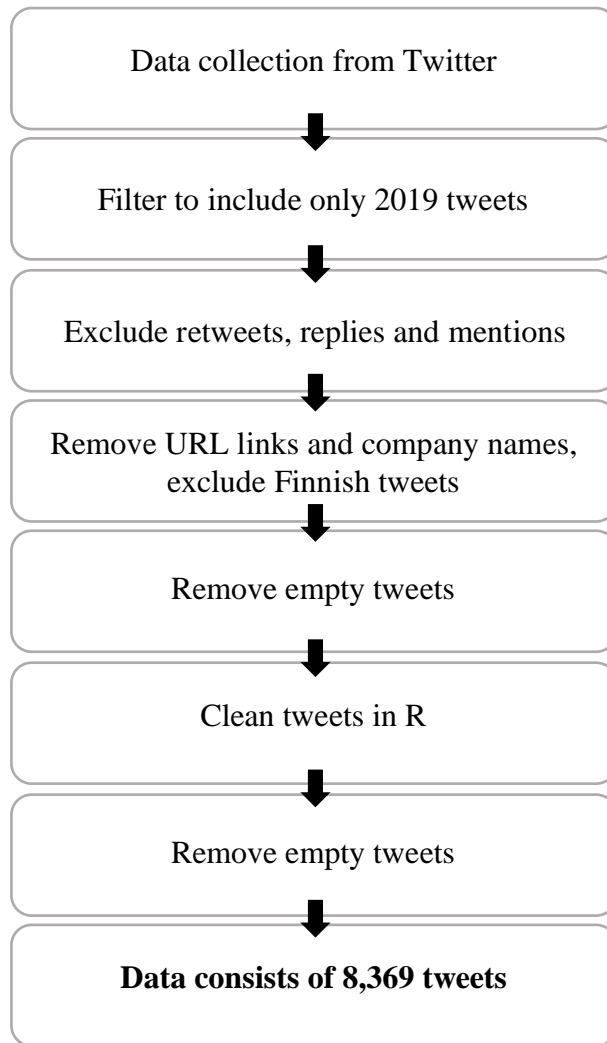 Data collection from Twitter
Filter to include only 2019 tweets
Exclude retweets, replies and mentions
Remove URL links and company names,
exclude Finnish tweets
Remove empty tweets
Clean tweets in R
Remove empty tweets
Data consists of 8,369 tweets